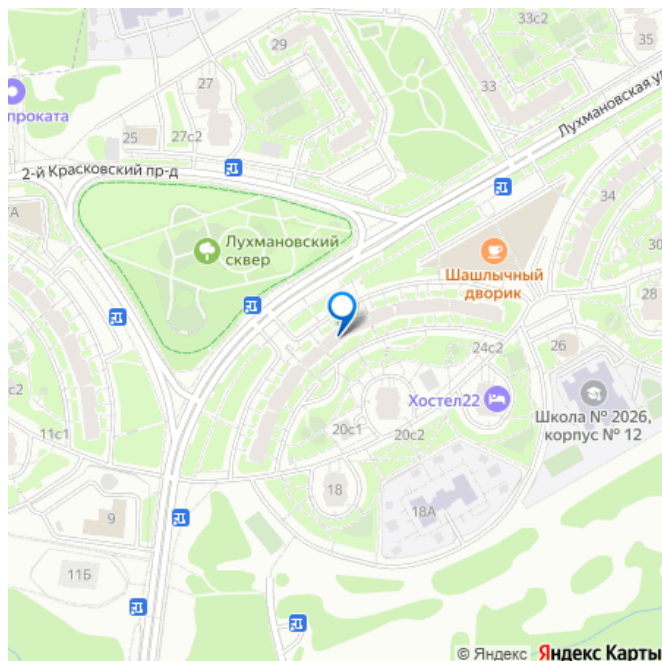 33с2
35
29
27
33
Лухмановская ул
проката
25
27с2
2-й Красковский пр-д
34
А
Лухмановский
сквер
30
Шашлычный
дворик
28
24с2
26
с2
Хостел22
Школа № 2026,
корпус № 12
11с1
20с1
20с2
18
18А
9
11Б
© Яндекс Яндекс Карты